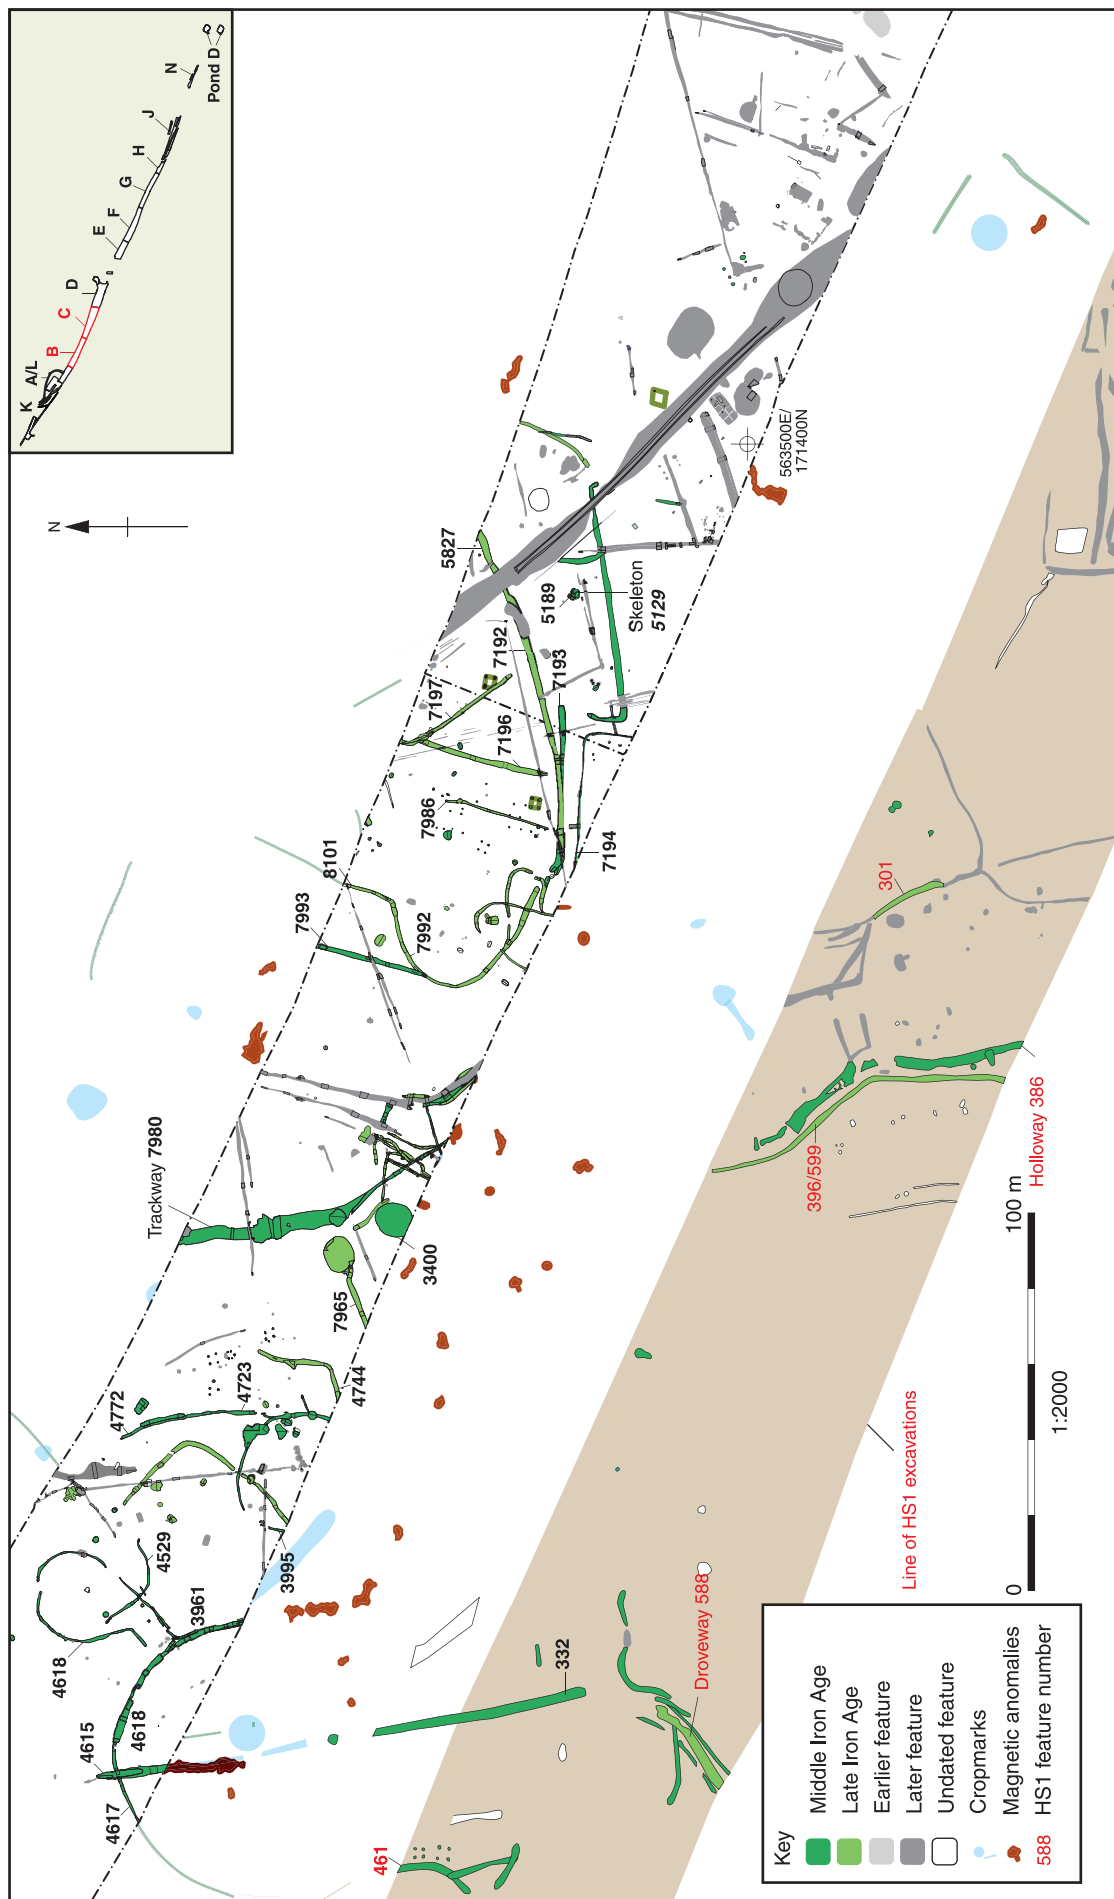 K
A/L
B
C
D
E
F
G
H
J
N
Pond D
N
4617
4615
4618
4618
3961
4529
3995
4772
4723
4744
Trackway 7980
7965
3400
7993
8101
7992
7986
7196
7197
7194
7193
7192
5827
5189
Skeleton
5129
563500E/
171400N
461
332
Droveway 588
396/599
301
Holloway 386
Line of HS1 excavations
0
100 m
1:2000
Key
Middle Iron Age
Late Iron Age
Earlier feature
Later feature
Undated feature
Cropmarks
Magnetic anomalies
588 HS1 feature number